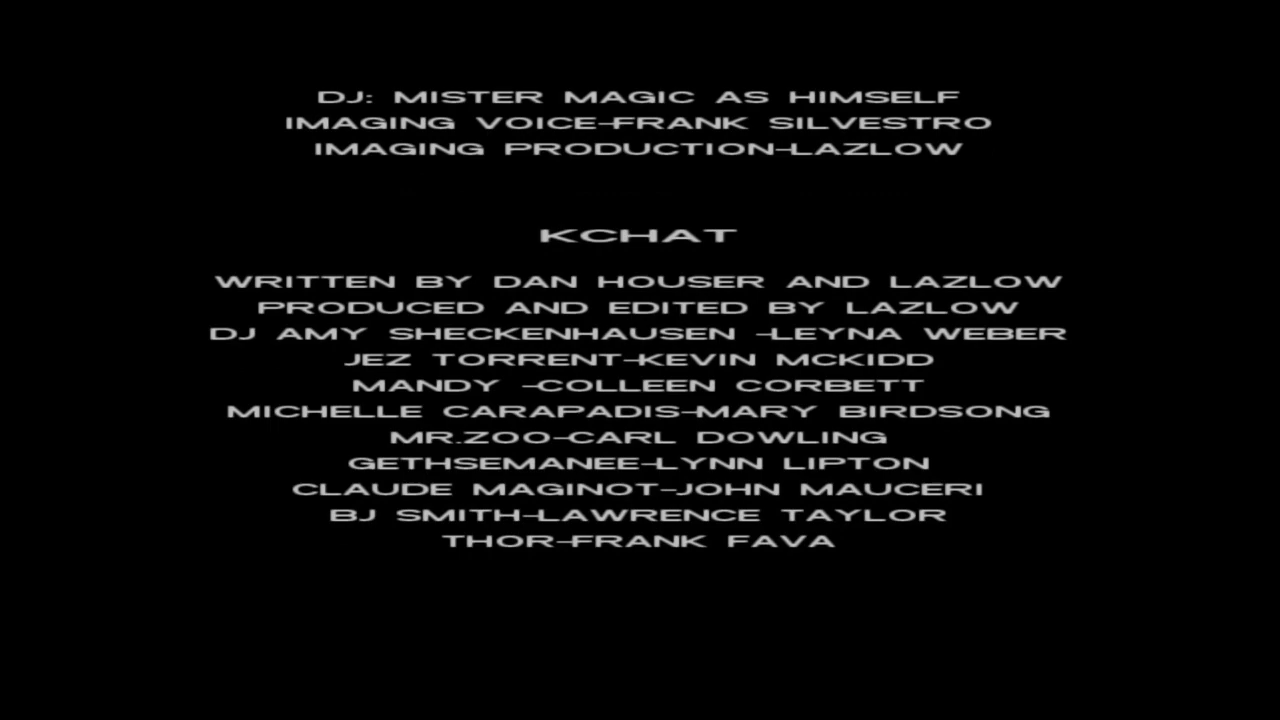 DJ: MISTER MAGIC AS HIMSELF
IMAGING VOICE-FRANK SILVESTRO
IMAGING PRODUCTION-LAZLOW
KCHAT
WRITTEN BY DAN HOUSER AND LAZLOW
PRODUCED AND EDITED BY LAZLOW
DJ AMY SHECKENHAUSEN -LEYNA WEBER
JEZ TORRENT-KEVIN MCKIDD
MANDY -COLLEEN CORBETT
MICHELLE CARAPADIS-MARY BIRDSONG
MR.ZOO-CARL DOWLING
GETHSEMANEE-LYNN LIPTON
CLAUDE MAGINOT-JOHN MAUCERI
BJ SMITH-LAWRENCE TAYLOR
THOR-FRANK FAVA